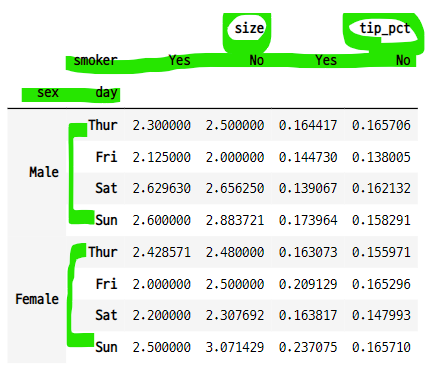 size tip_pct
smoker Yes No Yes No
sex day
Male Thur 2.300000 2.500000 0.164417 0.165706
Fri 2.125000 2.000000 0.144730 0.138005
Sat 2.629630 2.656250 0.139067 0.162132
Sun 2.600000 2.883721 0.173964 0.158291
Female Thur 2.428571 2.480000 0.163073 0.155971
Fri 2.000000 2.500000 0.209129 0.165296
Sat 2.200000 2.307692 0.163817 0.147993
Sun 2.500000 3.071429 0.237075 0.165710